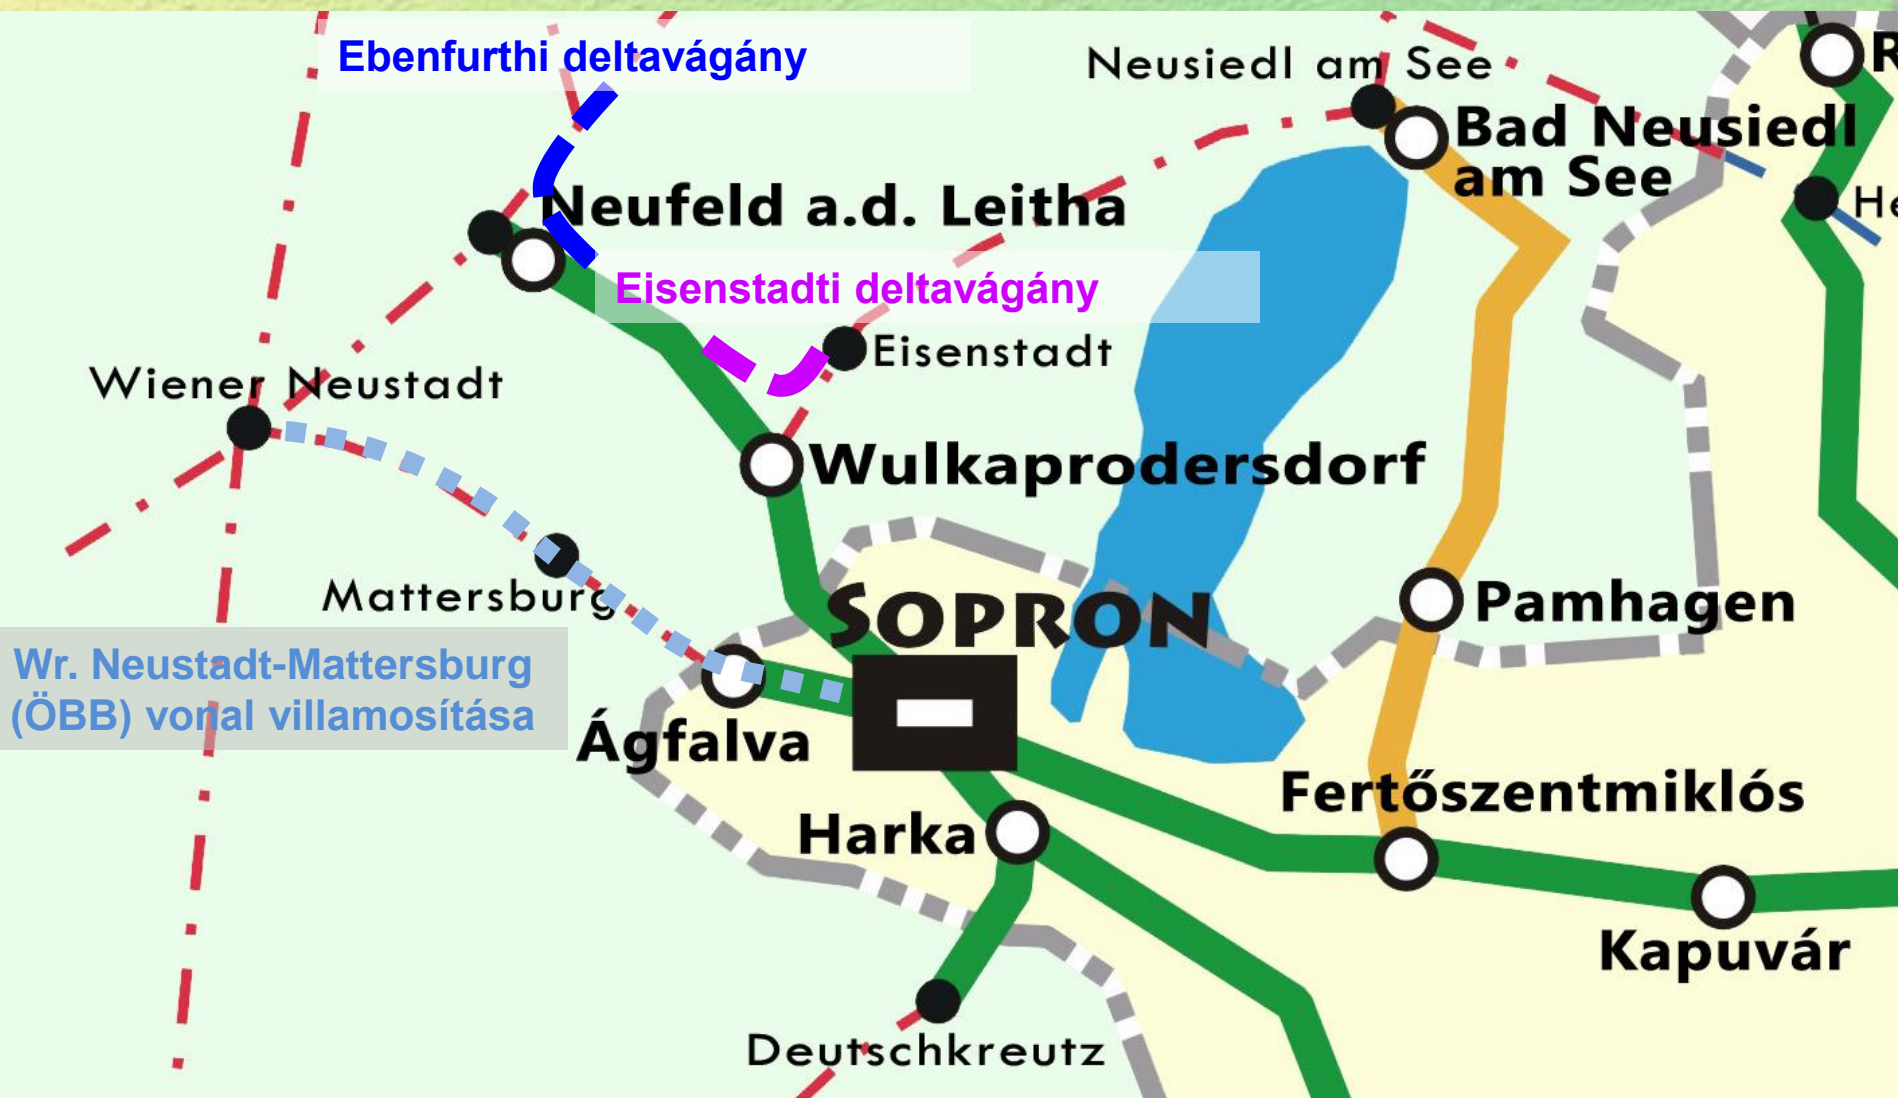 Ebenfurthi deltavágány
Neusiedl am See
Bad Neusiedl
am See
Neufeld a.d. Leitha
Eisenstadti deltavágány
Eisenstadt
Wiener Neustadt
Wulkaprodersdorf
Mattersburg
SOPRON
Pamhagen
Wr. Neustadt-Mattersburg
(ÖBB) vonal villamosítása
Ágfalva
Fertőszentmiklós
Harka
Kapuvár
Deutschkreutz